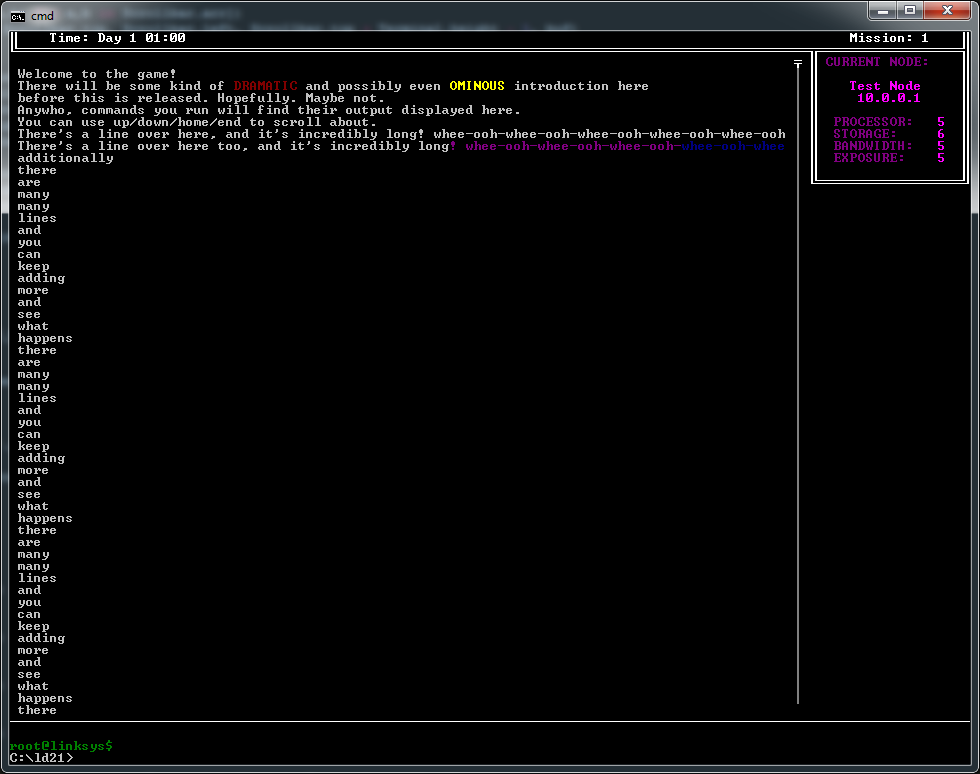 cmd
Time: Day 1 01:00 Mission: 1
Welcome to the game!
There will be some kind of DRAMATIC and possibly even OMINOUS introduction here
before this is released. Hopefully. Maybe not.
Anywho, commands you run will find their output displayed here.
You can use up/down/home/end to scroll about.
There's a line over here, and it's incredibly long! whee-ooh-whee-ooh-whee-ooh-whee-ooh-whee-ooh
There's a line over here too, and it's incredibly long! whee-ooh-whee-ooh-whee-ooh-whee-ooh-whee
additionally
there
are
many
many
lines
and
you
can
keep
adding
more
and
see
what
happens
there
are
many
many
lines
and
you
can
keep
adding
more
and
see
what
happens
there
are
many
many
lines
and
you
can
keep
adding
more
and
see
what
happens
there
CURRENT NODE:
Test Node
10.0.0.1
PROCESSOR: 5
STORAGE: 6
BANDWIDTH: 5
EXPOSURE: 5
root@linksys$
C:\ld21>